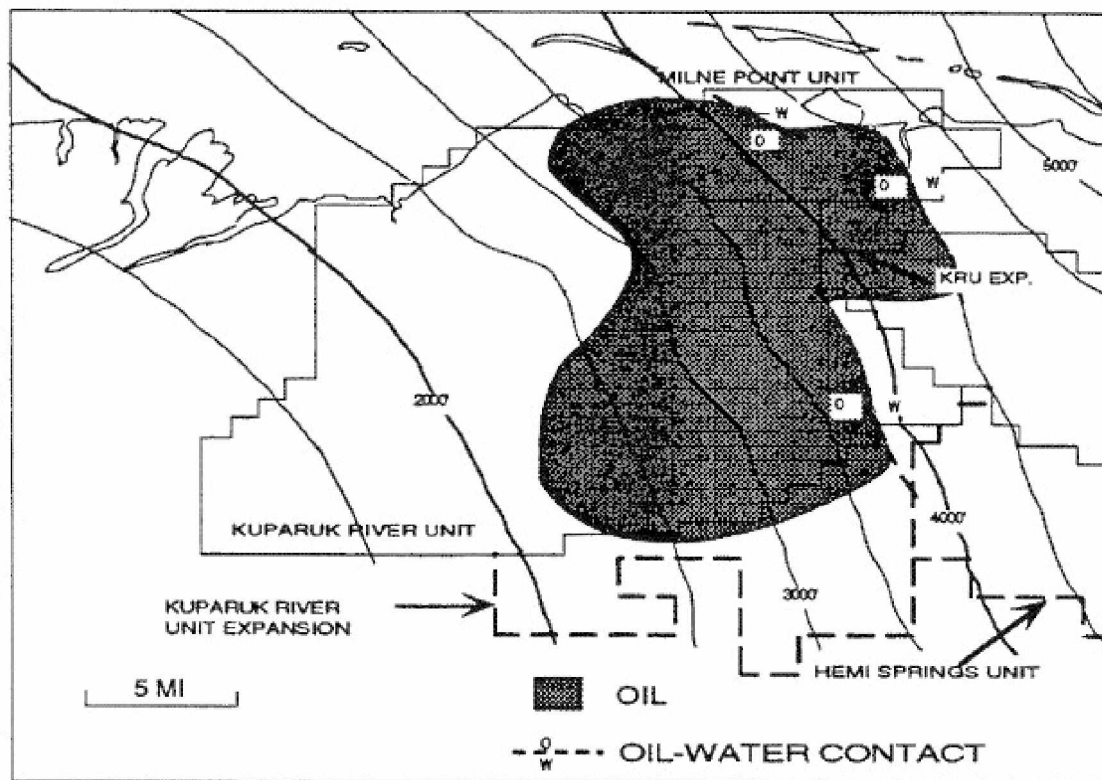 MILNE POINT UNIT
W
O
5000'
O
W
KRU EXP.
2000'
O
W
KUPARUK RIVER UNIT
4000'
3000'
KUPARUK RIVER
UNIT EXPANSION
HEMI SPRINGS UNIT
5 MI
OIL
O
W
OIL-WATER CONTACT